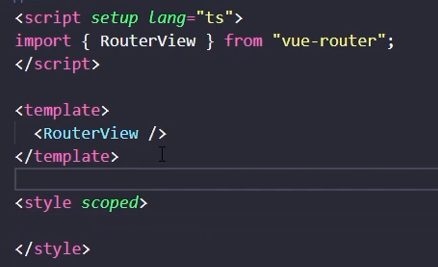 <script setup lang="ts">
import { RouterView } from "vue-router";
</script>
<template>
<RouterView />
</template>
<style scoped>
</style>